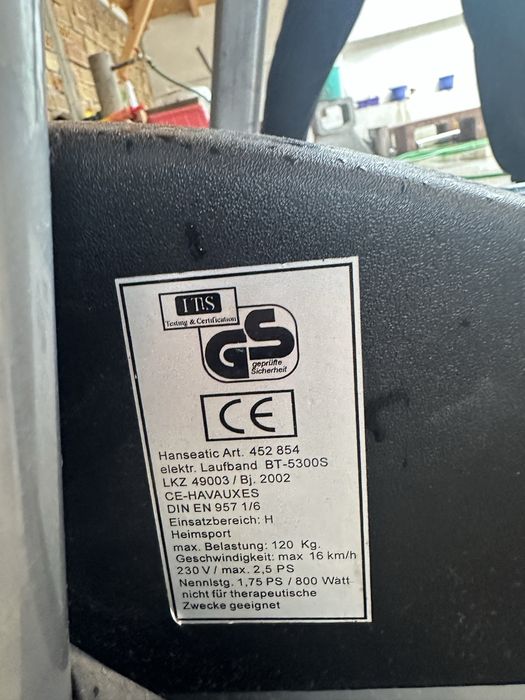 ITS
Testing & Certification
GS
geprüfte
Sicherheit
CE
Hanseatic Art. 452 854
elektr. Laufband BT-5300S
LKZ 49003 / Bj. 2002
CE-HAVAUXES
DIN EN 957 1/6
Einsatzbereich: H
Heimsport
max. Belastung: 120 Kg.
Geschwindigkeit: max 16 km/h
230 V / max. 2,5 PS
Nennlstg. 1,75 PS / 800 Watt
nicht für therapeutische
Zwecke geeignet